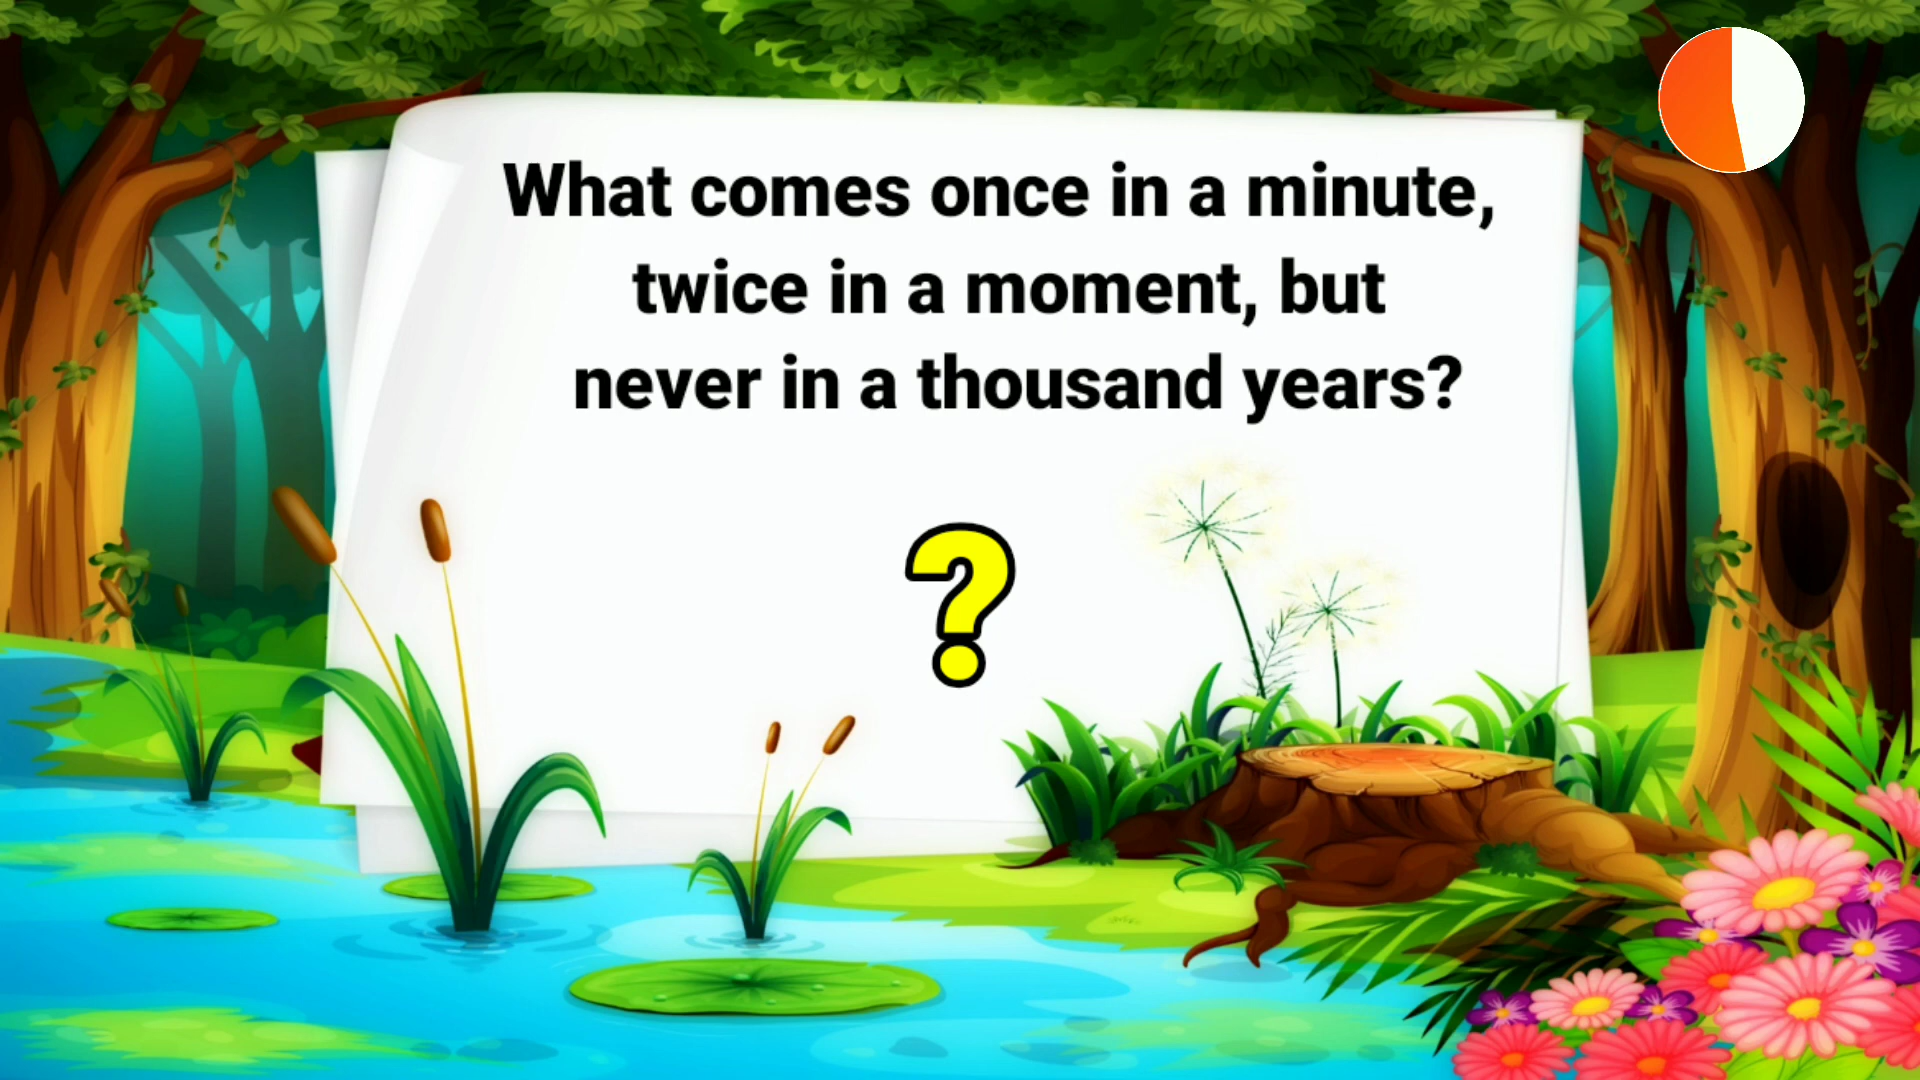 What comes once in a minute,
twice in a moment, but
never in a thousand years?
?